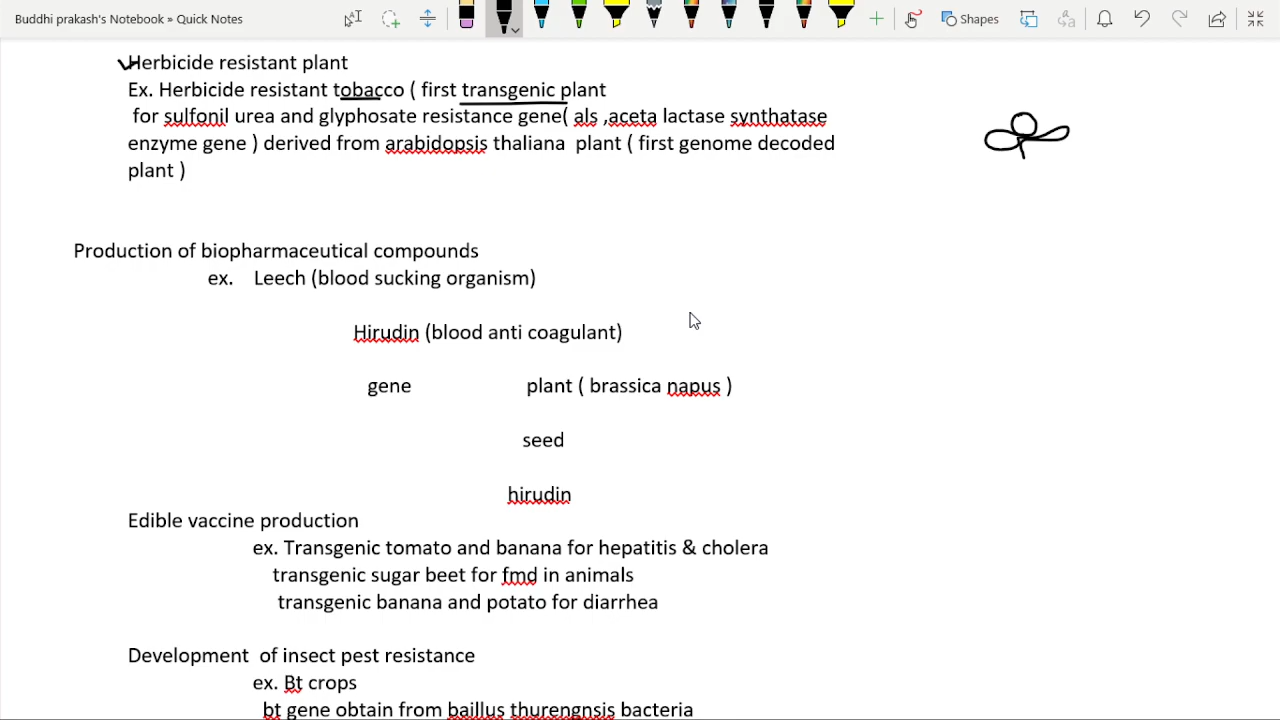 Buddhi prakash's Notebook » Quick Notes
Shapes
Herbicide resistant plant
Ex. Herbicide resistant tobacco ( first transgenic plant
for sulfonil urea and glyphosate resistance gene( als ,aceta lactase synthatase
enzyme gene ) derived from arabidopsis thaliana plant ( first genome decoded
plant )
Production of biopharmaceutical compounds
ex. Leech (blood sucking organism)
Hirudin (blood anti coagulant)
gene plant ( brassica napus )
seed
hirudin
Edible vaccine production
ex. Transgenic tomato and banana for hepatitis & cholera
transgenic sugar beet for fmd in animals
transgenic banana and potato for diarrhea
Development of insect pest resistance
ex. Bt crops
bt gene obtain from baillus thurengnsis bacteria